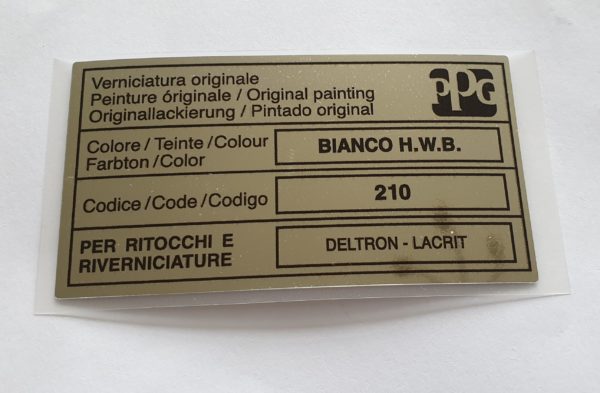 Verniciatura originale
Peinture óriginale / Original painting
Originallackierung / Pintado original
PPG
Colore / Teinte / Colour
Farbton / Color
BIANCO H.W.B.
Codice / Code / Codigo
210
PER RITOCCHI E
RIVERNICIATURE
DELTRON - LACRIT